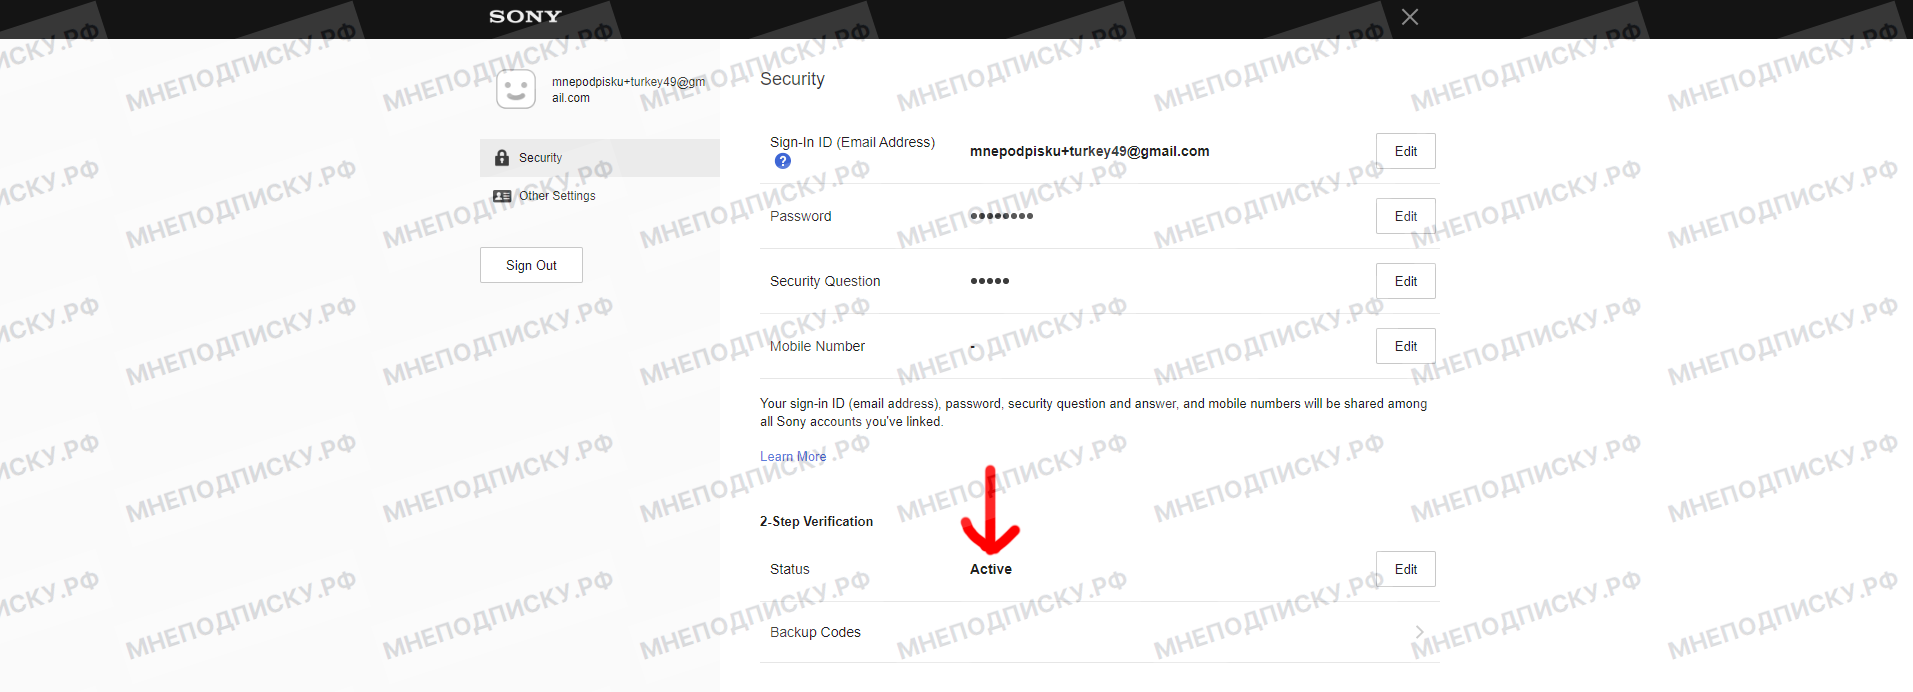 SONY
mnepodpisku+turkey49@gm
ail.com
Security
Other Settings
Sign Out
Security
Sign-In ID (Email Address)
?
mnepodpisku+turkey49@gmail.com
Edit
Password
••••••••
Edit
Security Question
•••••
Edit
Mobile Number
-
Edit
Your sign-in ID (email address), password, security question and answer, and mobile numbers will be shared among
all Sony accounts you've linked.
Learn More
2-Step Verification
Status
Active
Edit
Backup Codes
МНЕПОДПИСКУ.РФ